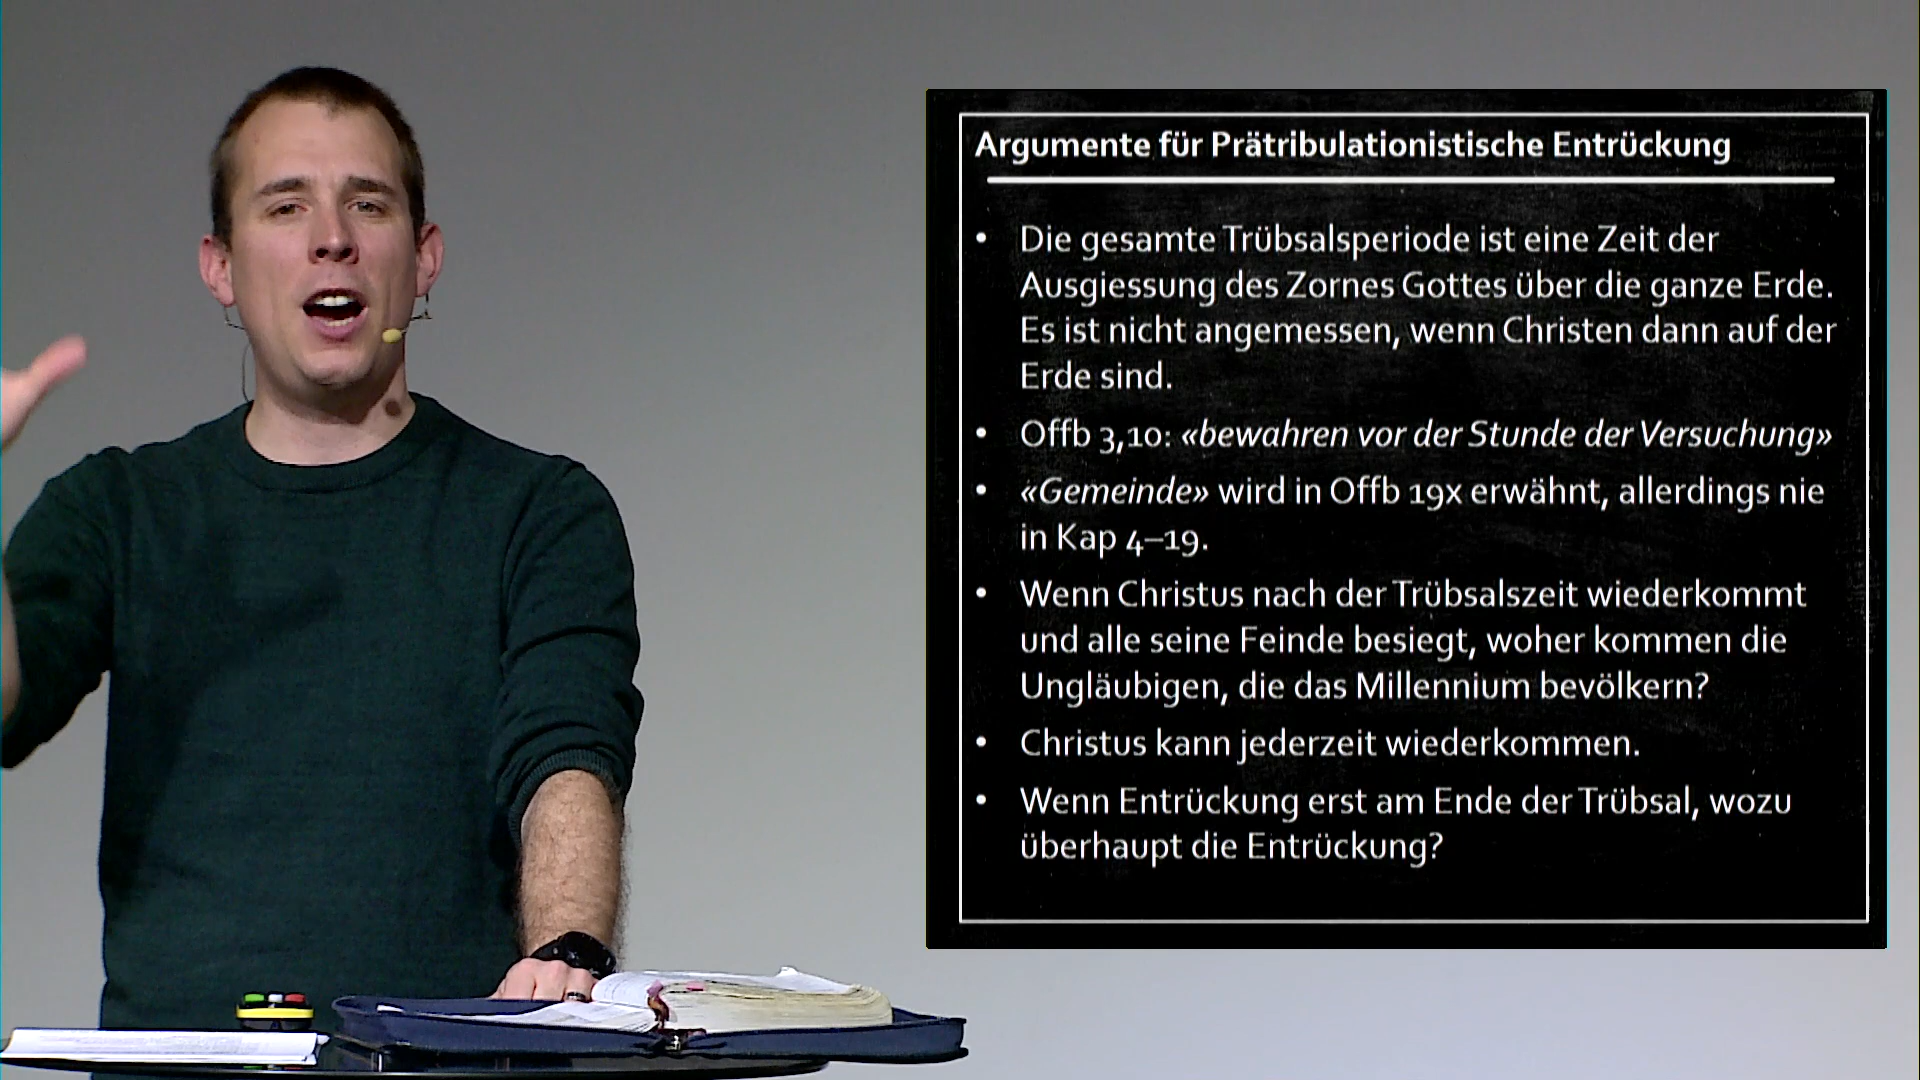 Argumente für Prätribulationistische Entrückung
• Die gesamte Trübsalsperiode ist eine Zeit der
Ausgiessung des Zornes Gottes über die ganze Erde.
Es ist nicht angemessen, wenn Christen dann auf der
Erde sind.
• Offb 3,10: «bewahren vor der Stunde der Versuchung»
• «Gemeinde» wird in Offb 19x erwähnt, allerdings nie
in Kap 4–19.
• Wenn Christus nach der Trübsalszeit wiederkommt
und alle seine Feinde besiegt, woher kommen die
Ungläubigen, die das Millennium bevölkern?
• Christus kann jederzeit wiederkommen.
• Wenn Entrückung erst am Ende der Trübsal, wozu
überhaupt die Entrückung?